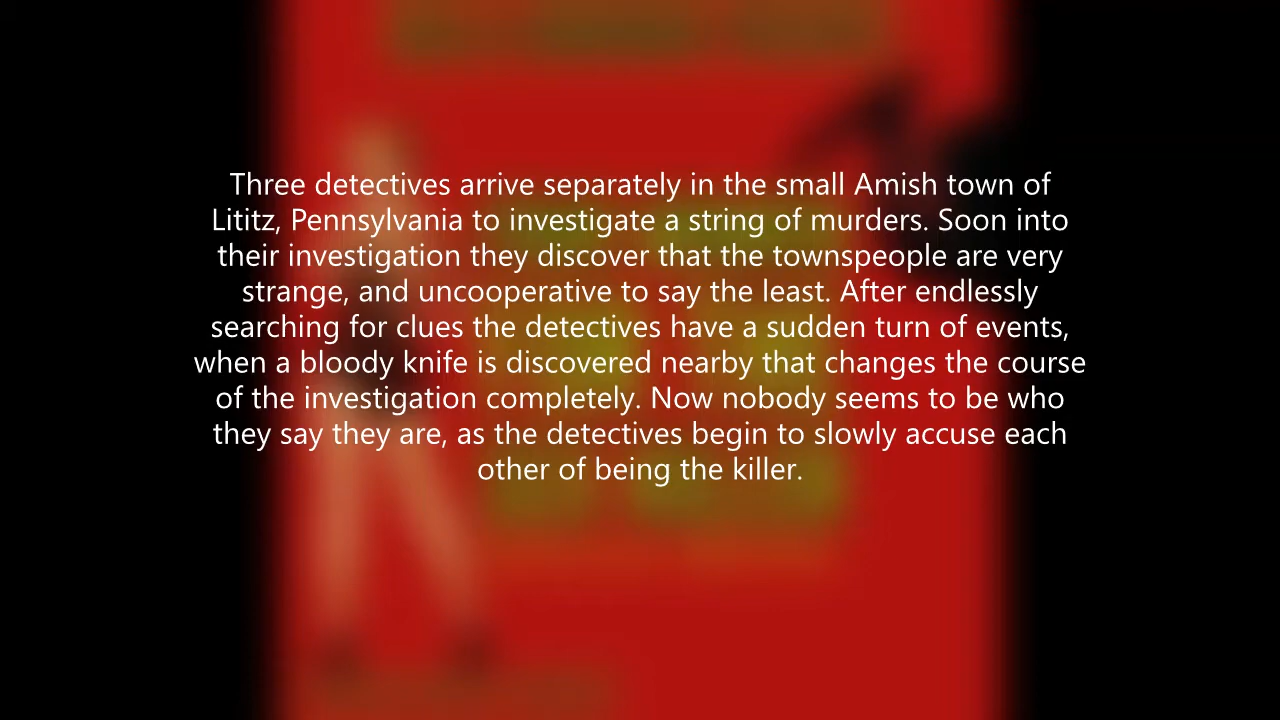 Three detectives arrive separately in the small Amish town of
Lititz, Pennsylvania to investigate a string of murders. Soon into
their investigation they discover that the townspeople are very
strange, and uncooperative to say the least. After endlessly
searching for clues the detectives have a sudden turn of events,
when a bloody knife is discovered nearby that changes the course
of the investigation completely. Now nobody seems to be who
they say they are, as the detectives begin to slowly accuse each
other of being the killer.